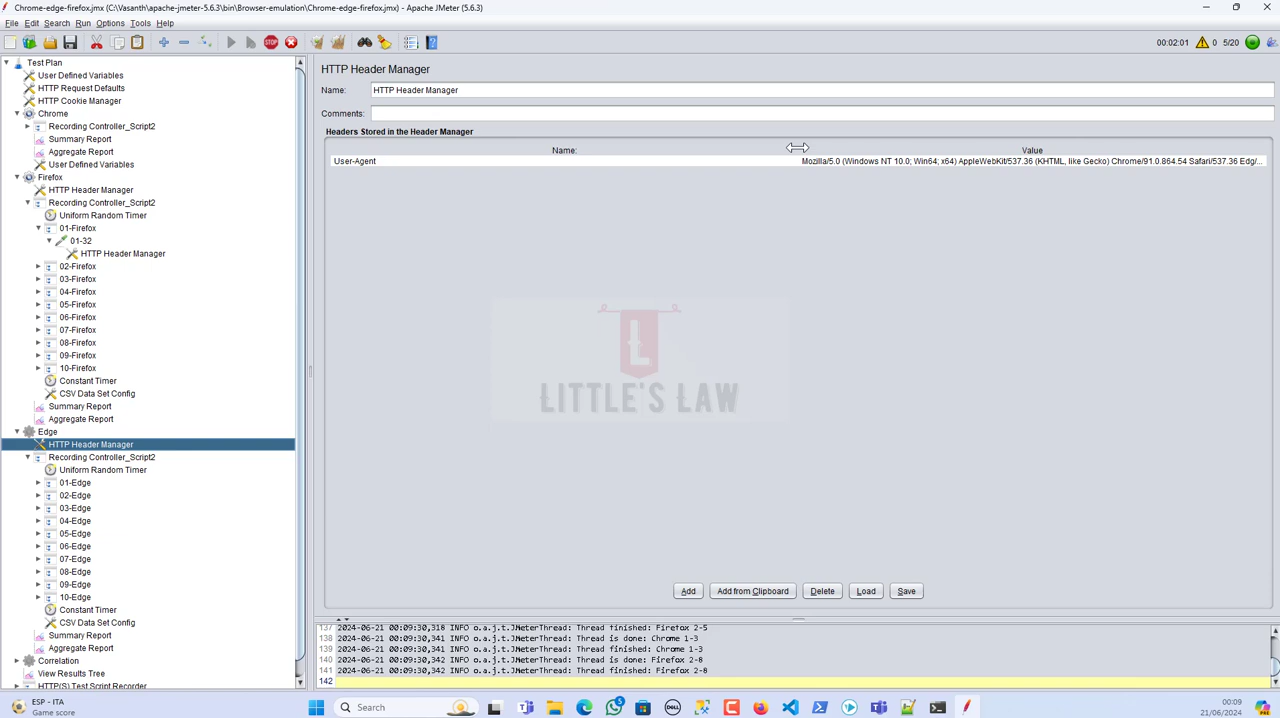 Chrome-edge-firefox.jmx (C:\Vasanth\apache-jmeter-5.6.3\bin\Browser-emulation\Chrome-edge-firefox.jmx) - Apache JMeter (5.6.3)
File Edit Search Run Options Tools Help
00:02:01 0 5/20
Test Plan
User Defined Variables
HTTP Request Defaults
HTTP Cookie Manager
Chrome
Recording Controller_Script2
Summary Report
Aggregate Report
User Defined Variables
Firefox
HTTP Header Manager
Recording Controller_Script2
Uniform Random Timer
01-Firefox
01-32
HTTP Header Manager
02-Firefox
03-Firefox
04-Firefox
05-Firefox
06-Firefox
07-Firefox
08-Firefox
09-Firefox
10-Firefox
Constant Timer
CSV Data Set Config
Summary Report
Aggregate Report
Edge
HTTP Header Manager
Recording Controller_Script2
Uniform Random Timer
01-Edge
02-Edge
03-Edge
04-Edge
05-Edge
06-Edge
07-Edge
08-Edge
09-Edge
10-Edge
Constant Timer
CSV Data Set Config
Summary Report
Aggregate Report
Correlation
View Results Tree
HTTP(S) Test Script Recorder
HTTP Header Manager
Name: HTTP Header Manager
Comments:
Headers Stored in the Header Manager
Name: Value
User-Agent Mozilla/5.0 (Windows NT 10.0; Win64; x64) AppleWebKit/537.36 (KHTML, like Gecko) Chrome/91.0.864.54 Safari/537.36 Edg/...
L
LITTLE'S LAW
Add Add from Clipboard Delete Load Save
137 2024-06-21 00:09:30,318 INFO o.a.j.t.JMeterThread: Thread finished: Firefox 2-5
138 2024-06-21 00:09:30,341 INFO o.a.j.t.JMeterThread: Thread is done: Chrome 1-3
139 2024-06-21 00:09:30,341 INFO o.a.j.t.JMeterThread: Thread finished: Chrome 1-3
140 2024-06-21 00:09:30,342 INFO o.a.j.t.JMeterThread: Thread is done: Firefox 2-8
141 2024-06-21 00:09:30,342 INFO o.a.j.t.JMeterThread: Thread finished: Firefox 2-8
142
ESP - ITA
Game score
Search
5
DELL
00:09
21/06/2024